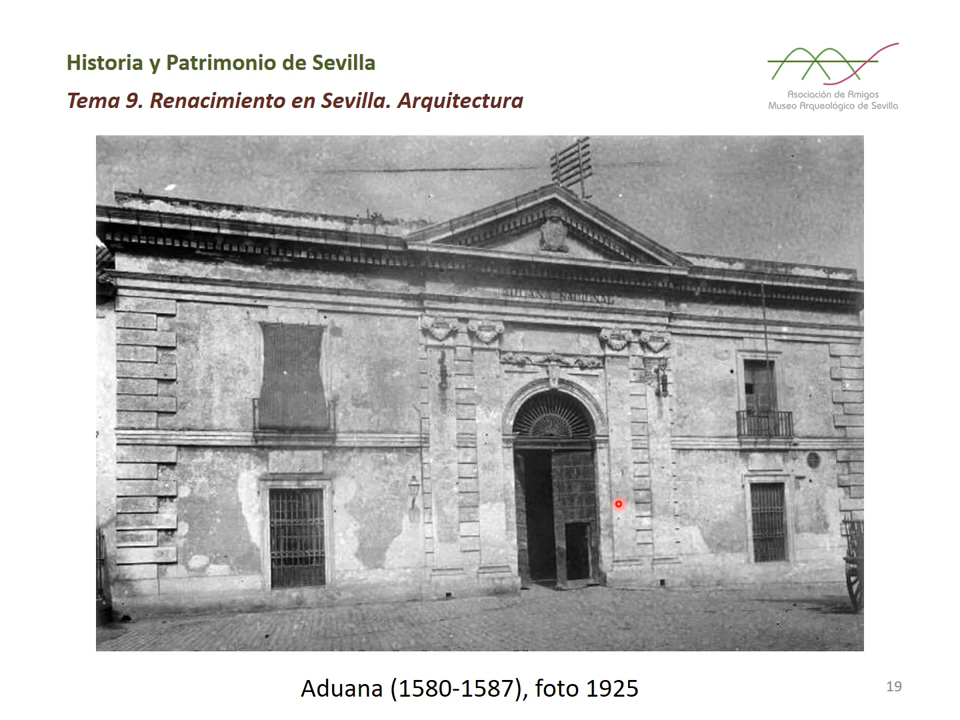 Historia y Patrimonio de Sevilla
Tema 9. Renacimiento en Sevilla. Arquitectura
Asociación de Amigos
Museo Arqueológico de Sevilla
ADUANA NACIONAL
Aduana (1580-1587), foto 1925
19